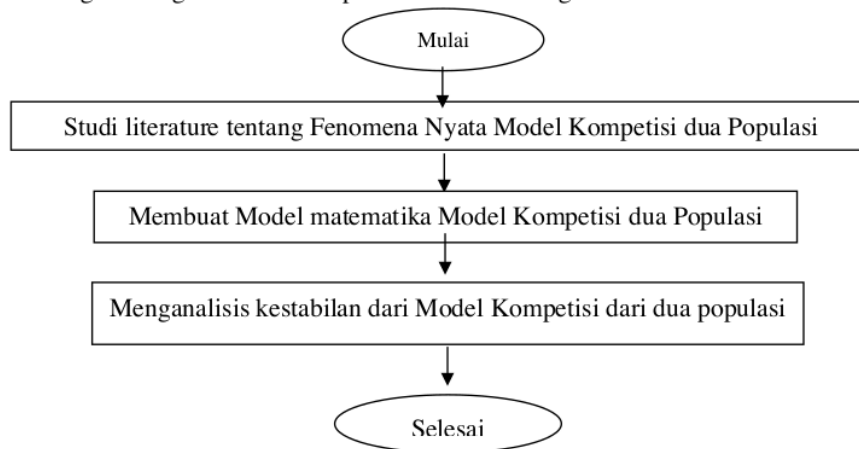 Mulai
Studi literature tentang Fenomena Nyata Model Kompetisi dua Populasi
Membuat Model matematika Model Kompetisi dua Populasi
Menganalisis kestabilan dari Model Kompetisi dari dua populasi
Selesai